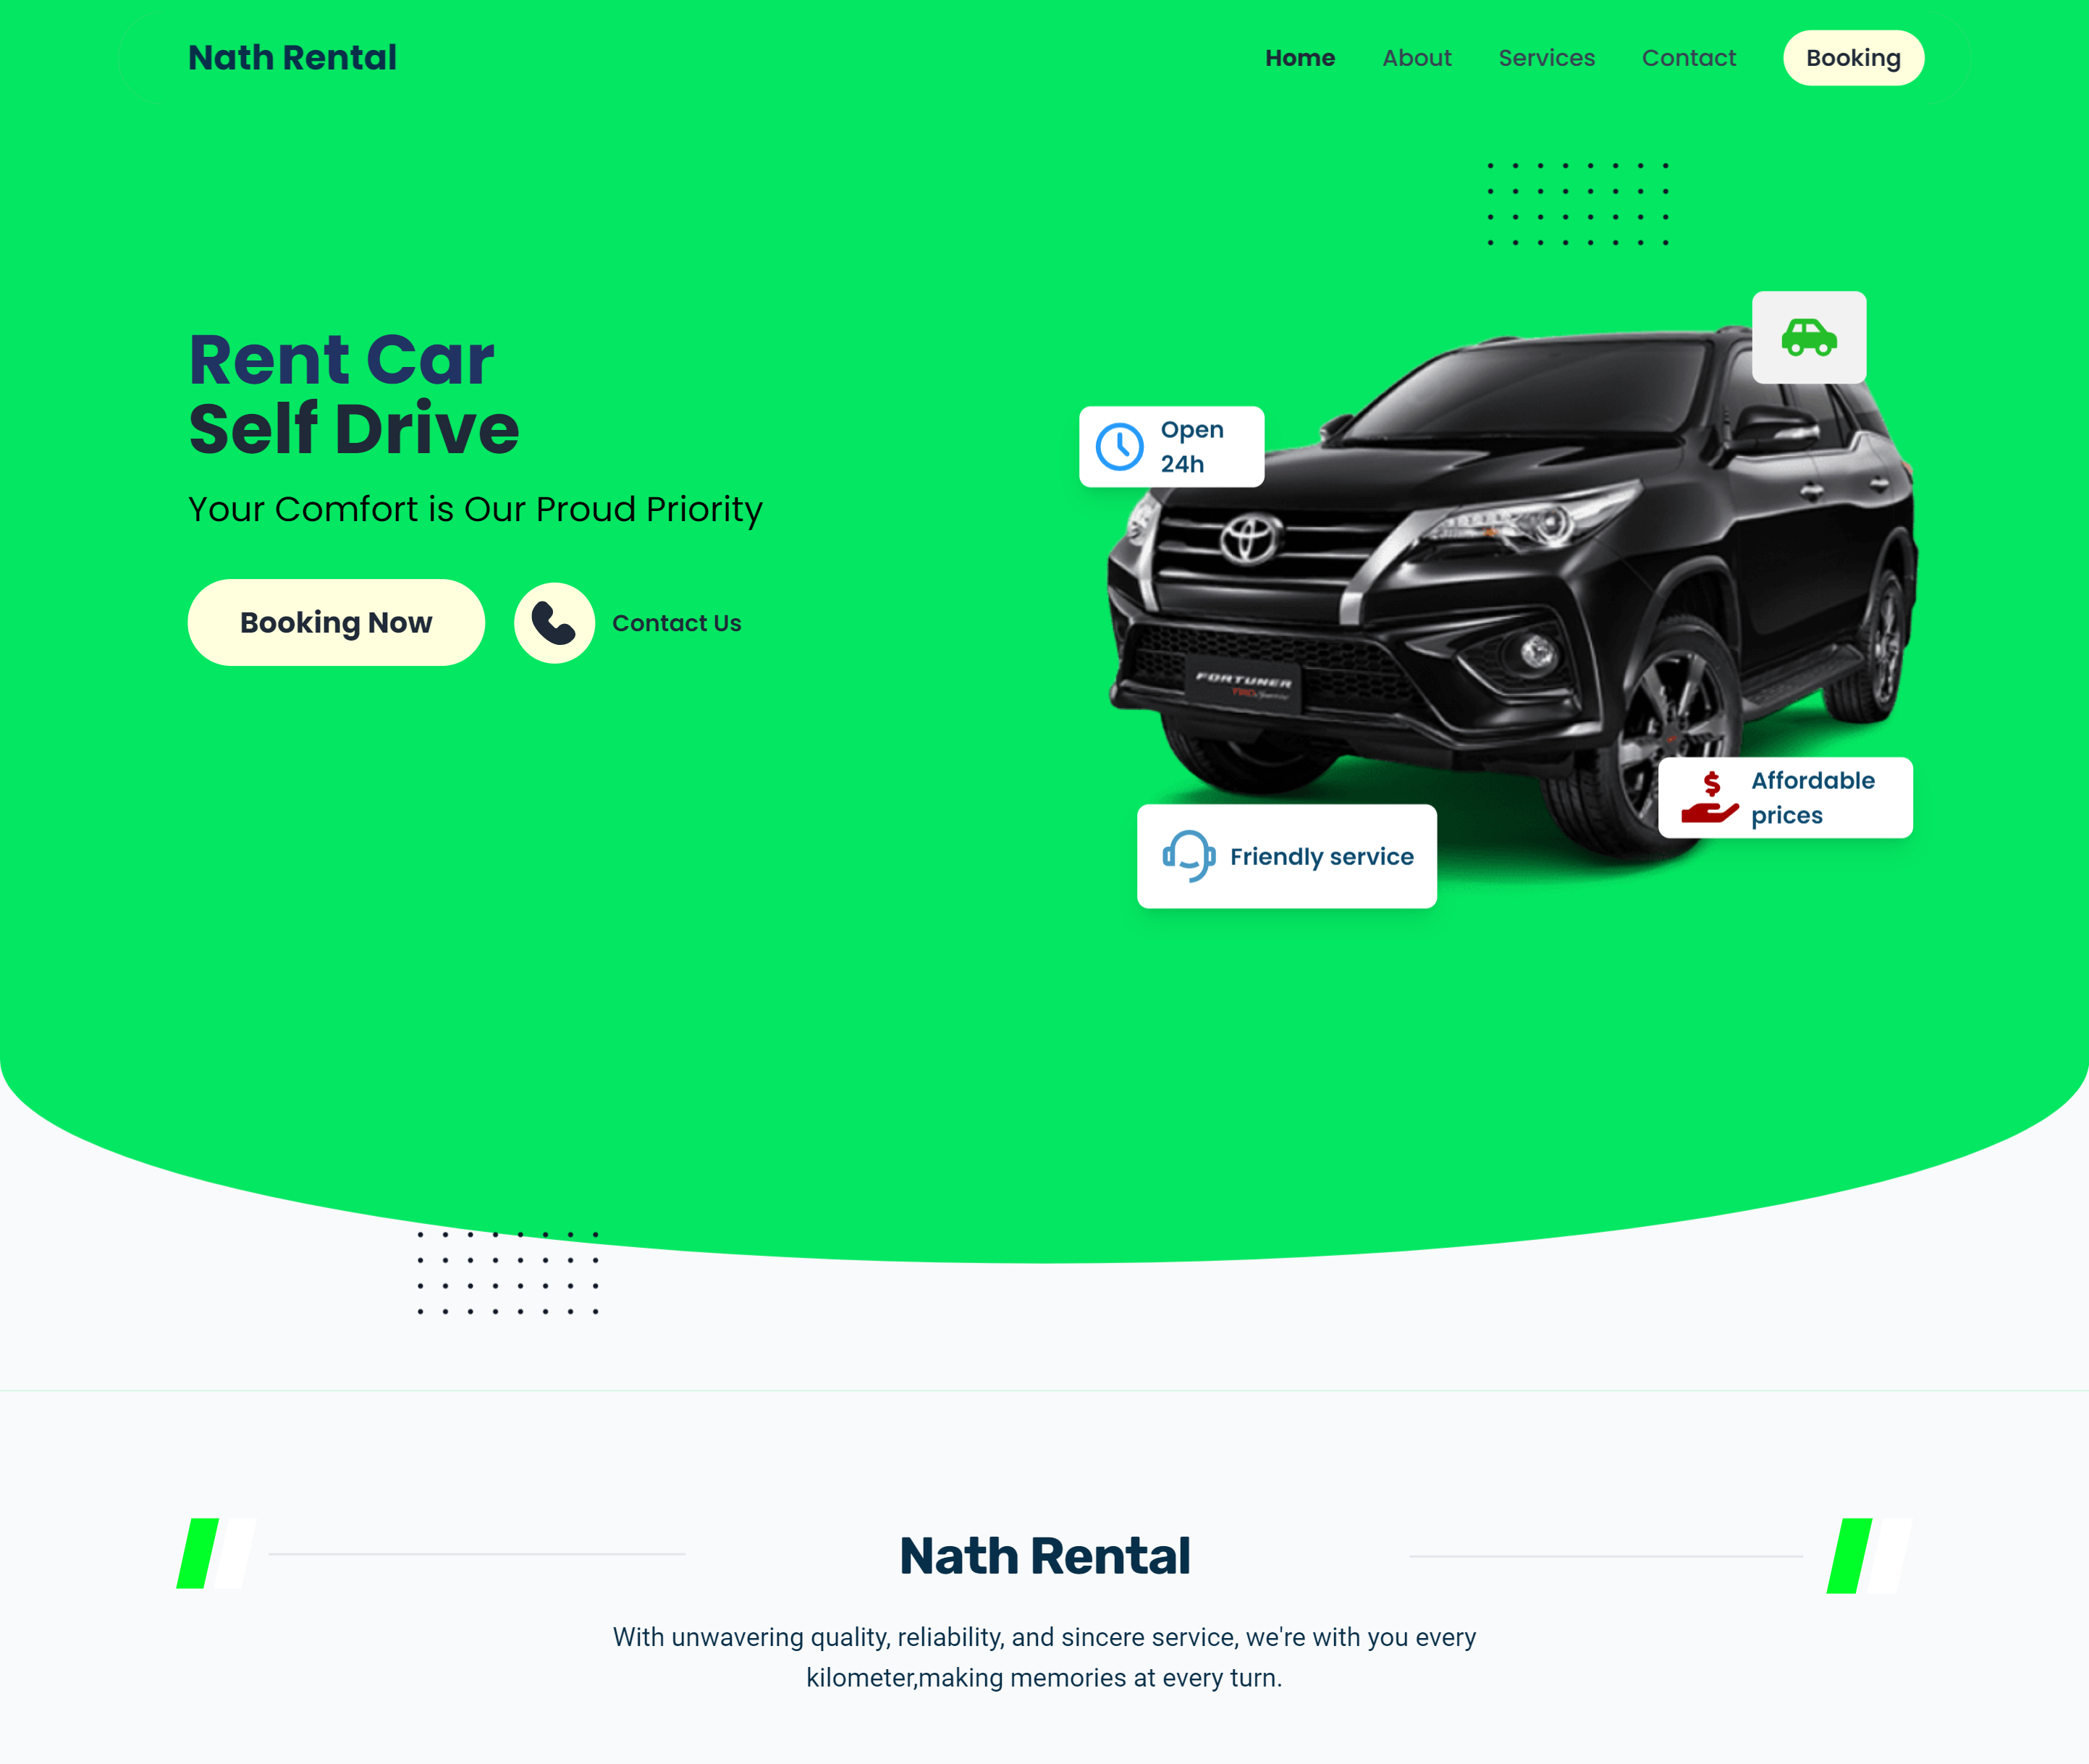 Nath Rental
Home About Services Contact Booking
Rent Car
Self Drive
Your Comfort is Our Proud Priority
Booking Now
Contact Us
Open
24h
FORTUNER
$
Affordable
prices
Friendly service
Nath Rental
With unwavering quality, reliability, and sincere service, we're with you every
kilometer,making memories at every turn.